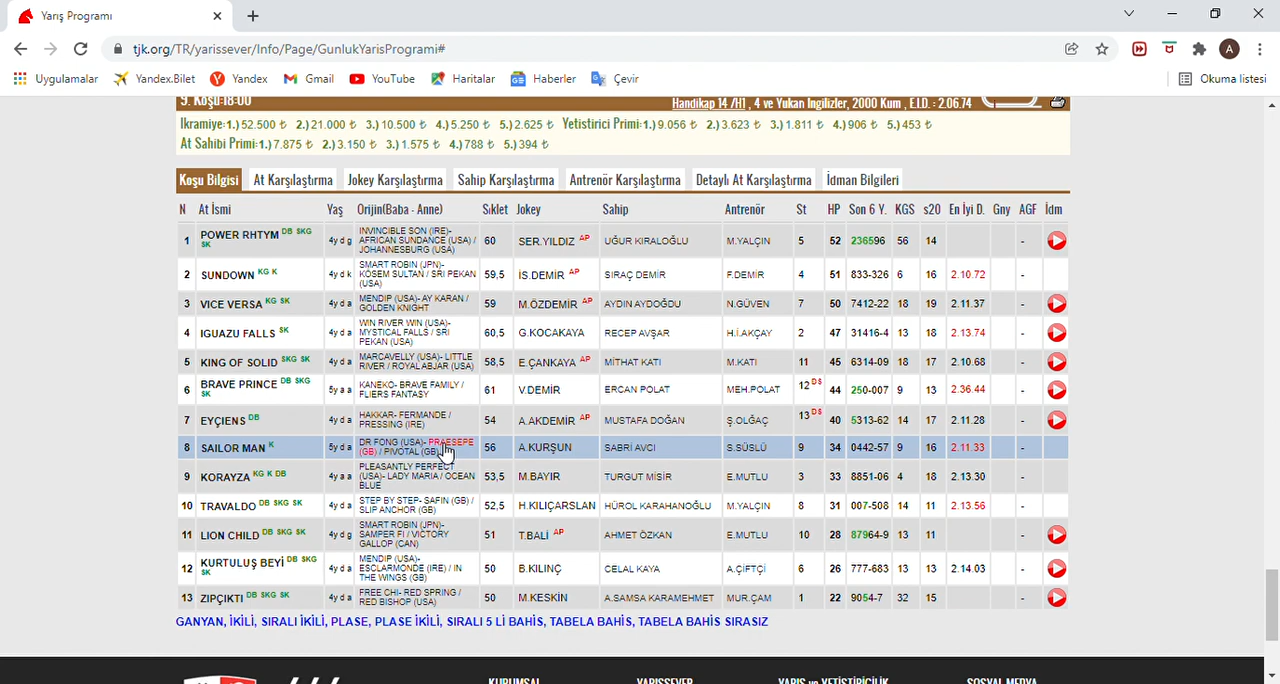 Yarış Programı
tjk.org/TR/yarissever/Info/Page/GunlukYarisProgrami#
A
Uygulamalar Yandex.Bilet Yandex Gmail YouTube Haritalar Haberler Çevir Okuma listesi
9. Koşu:18:00 Handikap 14 /H1 , 4 ve Yukarı İngilizler, 2000 Kum , E.İ.D. : 2.06.74
İkramiye:1.) 52.500 ₺ 2.) 21.000 ₺ 3.) 10.500 ₺ 4.) 5.250 ₺ 5.) 2.625 ₺ Yetistirici Primi:1.) 9.056 ₺ 2.) 3.623 ₺ 3.) 1.811 ₺ 4.) 906 ₺ 5.) 453 ₺
At Sahibi Primi:1.) 7.875 ₺ 2.) 3.150 ₺ 3.) 1.575 ₺ 4.) 788 ₺ 5.) 394 ₺
Koşu Bilgisi At Karşılaştırma Jokey Karşılaştırma Sahip Karşılaştırma Antrenör Karşılaştırma Detaylı At Karşılaştırma İdman Bilgileri
N At İsmi Yaş Orijin(Baba - Anne) Sıklet Jokey Sahip Antrenör St HP Son 6 Y. KGS s20 En İyi D. Gny AGF İdm
1 POWER RHTYM DB SKG SK 4y d g INVINCIBLE SON (IRE)- AFRICAN SUNDANCE (USA) / JOHANNESBURG (USA) 60 SER.YILDIZ AP UĞUR KIRALOĞLU M.YALÇIN 5 52 236596 56 14 -
2 SUNDOWN KG K 4y d k SMART ROBIN (JPN)- KÖSEM SULTAN / SRI PEKAN (USA) 59,5 İS.DEMİR AP SIRAÇ DEMİR F.DEMİR 4 51 833-326 6 16 2.10.72 -
3 VICE VERSA KG SK 4y d a MENDIP (USA)- AY KARAN / GOLDEN KNIGHT 59 M.ÖZDEMİR AP AYDIN AYDOĞDU N.GÜVEN 7 50 7412-22 18 19 2.11.37 -
4 IGUAZU FALLS SK 4y d a WIN RIVER WIN (USA)- MYSTICAL FALLS / SRI PEKAN (USA) 60,5 G.KOCAKAYA RECEP AVŞAR H.İ.AKÇAY 2 47 31416-4 13 18 2.13.74 -
5 KING OF SOLID SKG SK 4y d a MARCAVELLY (USA)- LITTLE RIVER / ROYAL ABJAR (USA) 58,5 E.ÇANKAYA AP MİTHAT KATI M.KATI 11 45 6314-09 18 17 2.10.68 -
6 BRAVE PRINCE DB SKG SK 5y a a KANEKO- BRAVE FAMILY / FLIERS FANTASY 61 V.DEMİR ERCAN POLAT MEH.POLAT 12 DS 44 250-007 9 13 2.36.44 -
7 EYÇİENS DB 4y d a HAKKAR- FERMANDE / PRESSING (IRE) 54 A.AKDEMİR AP MUSTAFA DOĞAN Ş.OLĞAÇ 13 DS 40 5313-62 14 17 2.11.28 -
8 SAILOR MAN K 5y d a DR FONG (USA)- PRAESEPE (GB) / PIVOTAL (GB) 56 A.KURŞUN SABRİ AVCI S.SÜSLÜ 9 34 0442-57 9 16 2.11.33 -
9 KORAYZA KG K DB 4y a a PLEASANTLY PERFECT (USA)- LADY MARIA / OCEAN BLUE 53,5 M.BAYIR TURGUT MİSİR E.MUTLU 3 33 8851-06 4 18 2.13.30 -
10 TRAVALDO DB SKG SK 4y d a STEP BY STEP- SAFIN (GB) / SLIP ANCHOR (GB) 52,5 H.KILIÇARSLAN HÜROL KARAHANOĞLU M.YALÇIN 8 31 007-508 14 11 2.13.56 -
11 LION CHILD DB SKG SK 4y d g SMART ROBIN (JPN)- SAMPER FI / VICTORY GALLOP (CAN) 51 T.BALİ AP AHMET ÖZKAN E.MUTLU 10 28 87964-9 13 11 -
12 KURTULUŞ BEYİ DB SKG SK 4y d a MENDIP (USA)- ESCLARMONDE (IRE) / IN THE WINGS (GB) 50 B.KILINÇ CELAL KAYA A.ÇİFTÇİ 6 26 777-683 13 13 2.14.03 -
13 ZIPÇIKTI DB SKG SK 4y d a FREE CHI- RED SPRING / RED BISHOP (USA) 50 M.KESKİN A.SAMSA KARAMEHMET MUR.ÇAM 1 22 9054-7 32 15 -
GANYAN, İKİLİ, SIRALI İKİLİ, PLASE, PLASE İKİLİ, SIRALI 5 Lİ BAHİS, TABELA BAHİS, TABELA BAHİS SIRASIZ
KURUMSAL YARIŞSEVER YARIŞ ve YETİŞTİRİCİLİK SOSYAL MEDYA